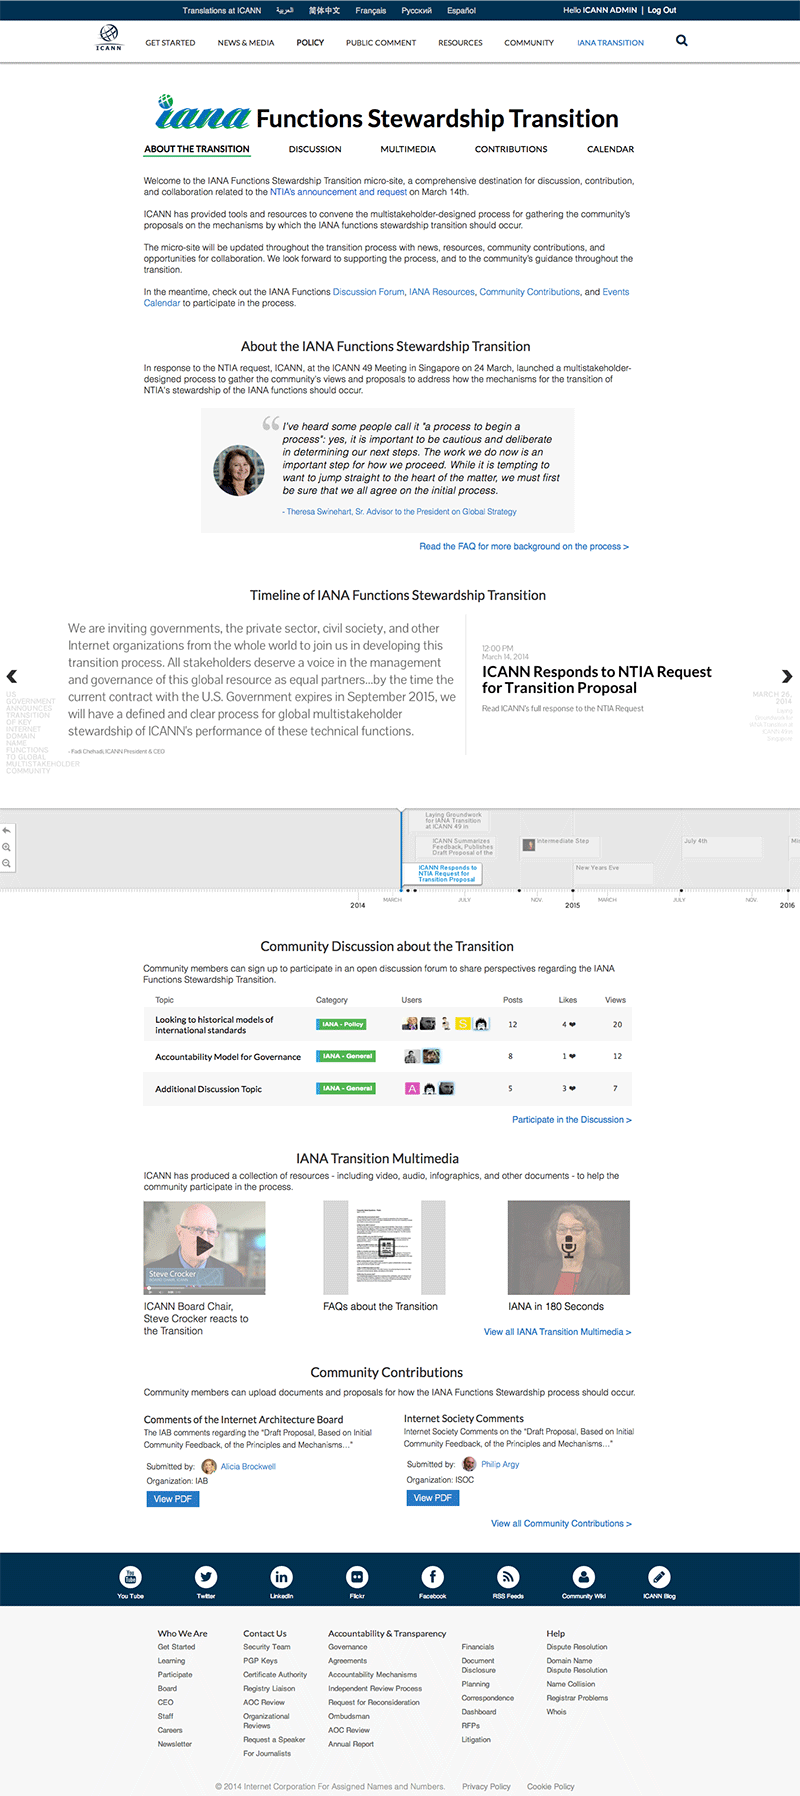 Translations at ICANN العربية 简体中文 Français Русский Español Hello ICANN ADMIN | Log Out
ICANN
GET STARTED NEWS & MEDIA POLICY PUBLIC COMMENT RESOURCES COMMUNITY IANA TRANSITION
iana Functions Stewardship Transition
ABOUT THE TRANSITION DISCUSSION MULTIMEDIA CONTRIBUTIONS CALENDAR
Welcome to the IANA Functions Stewardship Transition micro-site, a comprehensive destination for discussion, contribution,
and collaboration related to the NTIA's announcement and request on March 14th.
ICANN has provided tools and resources to convene the multistakeholder-designed process for gathering the community's
proposals on the mechanisms by which the IANA functions stewardship transition should occur.
The micro-site will be updated throughout the transition process with news, resources, community contributions, and
opportunities for collaboration. We look forward to supporting the process, and to the community's guidance throughout the
transition.
In the meantime, check out the IANA Functions Discussion Forum, IANA Resources, Community Contributions, and Events
Calendar to participate in the process.
About the IANA Functions Stewardship Transition
In response to the NTIA request, ICANN, at the ICANN 49 Meeting in Singapore on 24 March, launched a multistakeholder-
designed process to gather the community's views and proposals to address how the mechanisms for the transition of
NTIA's stewardship of the IANA functions should occur.
“ I've heard some people call it "a process to begin a
process": yes, it is important to be cautious and deliberate
in determining our next steps. The work we do now is an
important step for how we proceed. While it is tempting to
want to jump straight to the heart of the matter, we must first
be sure that we all agree on the initial process.
- Theresa Swinehart, Sr. Advisor to the President on Global Strategy
Read the FAQ for more background on the process >
Timeline of IANA Functions Stewardship Transition
We are inviting governments, the private sector, civil society, and other
Internet organizations from the whole world to join us in developing this
transition process. All stakeholders deserve a voice in the management
and governance of this global resource as equal partners...by the time the
current contract with the U.S. Government expires in September 2015, we
will have a defined and clear process for global multistakeholder
stewardship of ICANN's performance of these technical functions.
- Fadi Chehadi, ICANN President & CEO
12:00 PM
March 14, 2014
ICANN Responds to NTIA Request
for Transition Proposal
Read ICANN's full response to the NTIA Request
US
GOVERNMENT
ANNOUNCES
TRANSITION
OF KEY
INTERNET
DOMAIN
NAME
FUNCTIONS
TO GLOBAL
MULTISTAKEHOLDER
COMMUNITY
MARCH 26,
2014
Laying Groundwork
for IANA Transition
at ICANN 49 in
ICANN Summarizes
Feedback, Publishes
Draft Proposal of the
Intermediate Step
July 4th
ICANN Responds to
NTIA Request for
Transition Proposal
New Years Eve
2014 MARCH JULY NOV. 2015 MARCH JULY NOV. 2016
Community Discussion about the Transition
Community members can sign up to participate in an open discussion forum to share perspectives regarding the IANA
Functions Stewardship Transition.
Topic Category Users Posts Likes Views
Looking to historical models of
international standards
IANA - Policy S 12 4 ❤ 20
Accountability Model for Governance IANA - General 8 1 ❤ 12
Additional Discussion Topic IANA - General A 5 3 ❤ 7
Participate in the Discussion >
IANA Transition Multimedia
ICANN has produced a collection of resources - including video, audio, infographics, and other documents - to help the
community participate in the process.
Steve Crocker
ICANN Board Chair,
Steve Crocker reacts to
the Transition
FAQs about the Transition
IANA in 180 Seconds
View all IANA Transition Multimedia >
Community Contributions
Community members can upload documents and proposals for how the IANA Functions Stewardship process should occur.
Comments of the Internet Architecture Board
The IAB comments regarding the "Draft Proposal, Based on Initial
Community Feedback, of the Principles and Mechanisms..."
Submitted by: Alicia Brockwell
Organization: IAB
View PDF
Internet Society Comments
Internet Society Comments on the "Draft Proposal, Based on Initial
Community Feedback, of the Principles and Mechanisms..."
Submitted by: Philip Argy
Organization: ISOC
View PDF
View all Community Contributions >
You Tube Twitter LinkedIn Flickr Facebook RSS Feeds Community Wiki ICANN Blog
Who We Are
Get Started
Learning
Participate
Board
CEO
Staff
Careers
Newsletter
Contact Us
Security Team
PGP Keys
Certificate Authority
Registry Liaison
AOC Review
Organizational
Reviews
Request a Speaker
For Journalists
Accountability & Transparency
Governance
Agreements
Accountability Mechanisms
Independent Review Process
Request for Reconsideration
Ombudsman
AOC Review
Annual Report
Financials
Document
Disclosure
Planning
Correspondence
Dashboard
RFPs
Litigation
Help
Dispute Resolution
Domain Name
Dispute Resolution
Name Collision
Registrar Problems
Whois
© 2014 Internet Corporation For Assigned Names and Numbers. Privacy Policy Cookie Policy